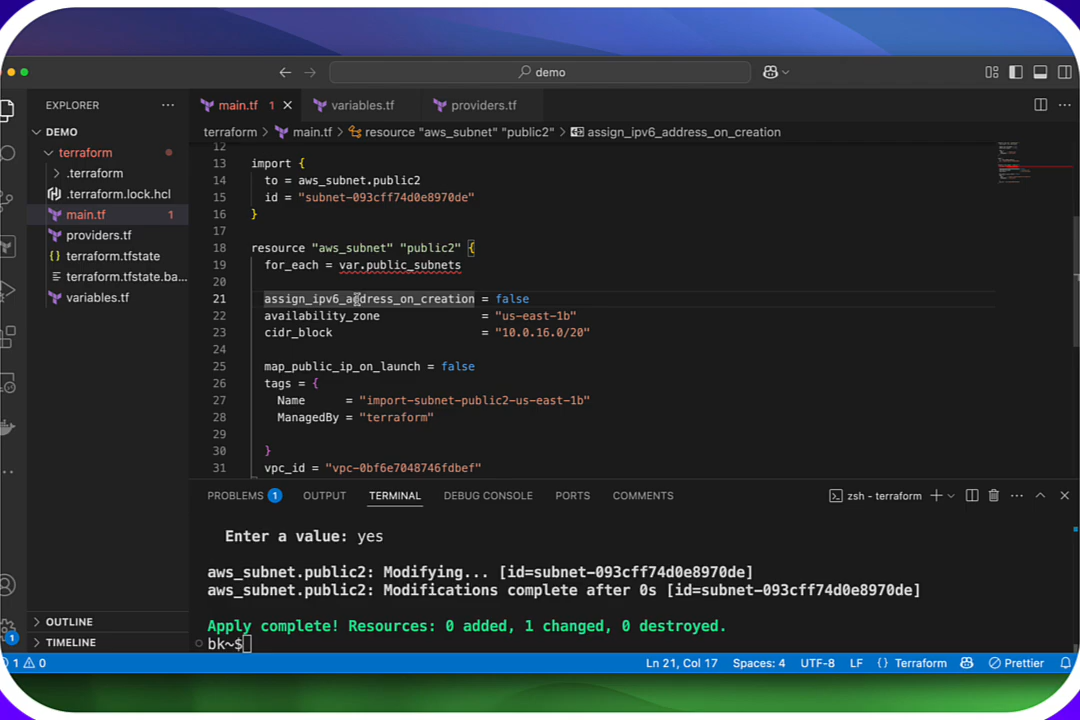 demo
EXPLORER
main.tf 1
variables.tf
providers.tf
DEMO
terraform > main.tf > resource "aws_subnet" "public2" > assign_ipv6_address_on_creation
terraform
.terraform
.terraform.lock.hcl
main.tf 1
providers.tf
terraform.tfstate
terraform.tfstate.ba...
variables.tf
12
13 import {
14 to = aws_subnet.public2
15 id = "subnet-093cff74d0e8970de"
16 }
17
18 resource "aws_subnet" "public2" {
19 for_each = var.public_subnets
20
21 assign_ipv6_address_on_creation = false
22 availability_zone = "us-east-1b"
23 cidr_block = "10.0.16.0/20"
24
25 map_public_ip_on_launch = false
26 tags = {
27 Name = "import-subnet-public2-us-east-1b"
28 ManagedBy = "terraform"
29
30 }
31 vpc_id = "vpc-0bf6e7048746fdbef"
PROBLEMS 1 OUTPUT TERMINAL DEBUG CONSOLE PORTS COMMENTS zsh - terraform
Enter a value: yes
aws_subnet.public2: Modifying... [id=subnet-093cff74d0e8970de]
aws_subnet.public2: Modifications complete after 0s [id=subnet-093cff74d0e8970de]
Apply complete! Resources: 0 added, 1 changed, 0 destroyed.
bk~$
OUTLINE
TIMELINE
1
1 0 Ln 21, Col 17 Spaces: 4 UTF-8 LF {} Terraform Prettier